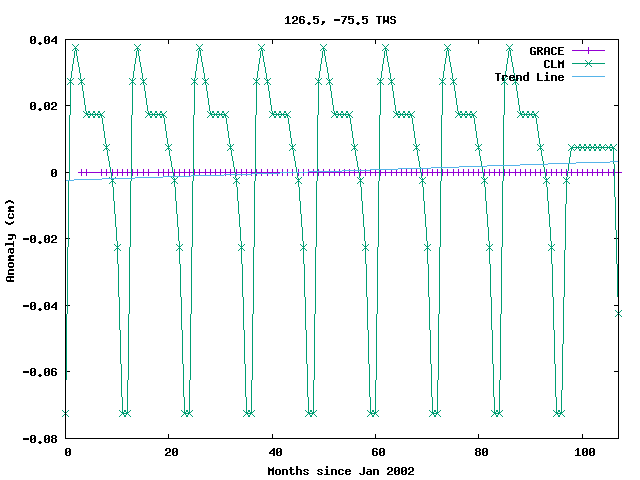 126.5, -75.5 TWS
GRACE
CLM
Trend Line
0.04
0.02
0
-0.02
-0.04
-0.06
-0.08
Anomaly (cm)
0 20 40 60 80 100
Months since Jan 2002